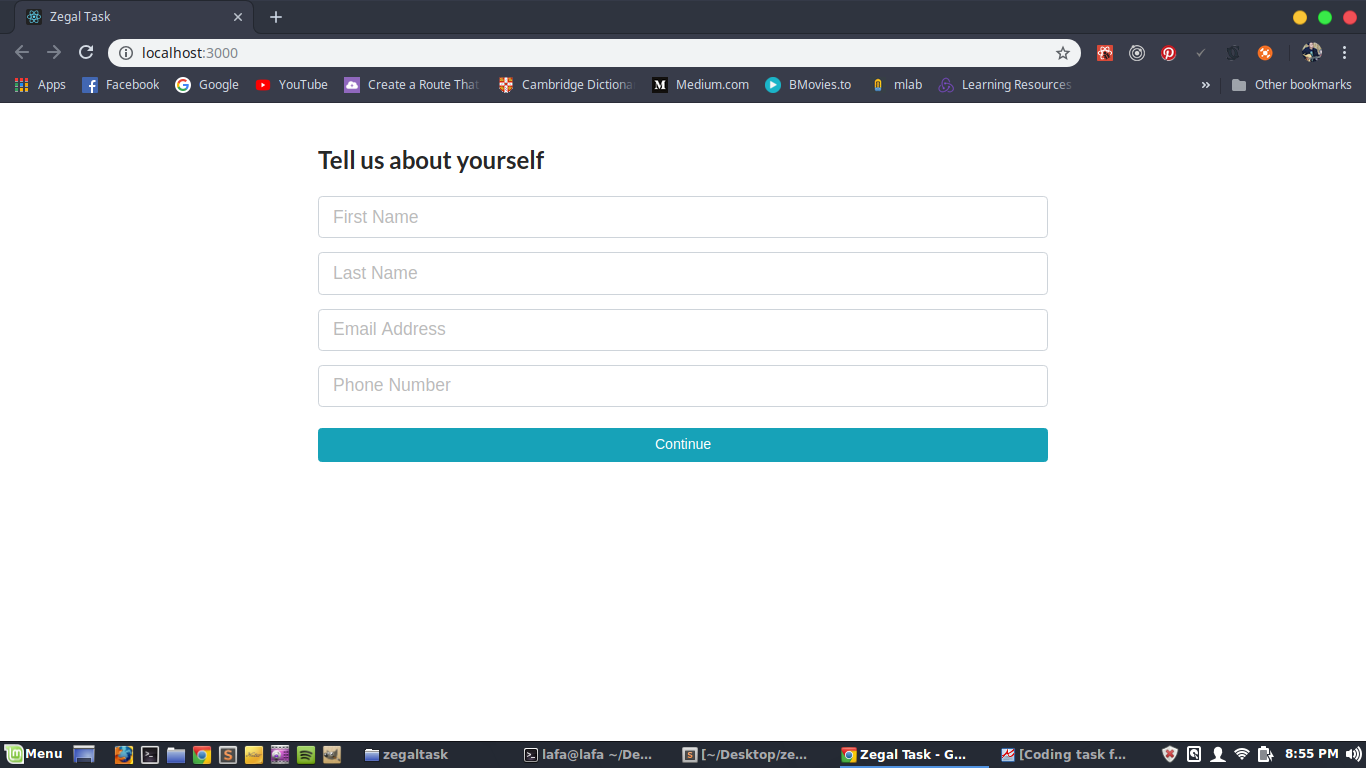 Zegal Task
localhost:3000
Apps Facebook Google YouTube Create a Route That Cambridge Dictiona M Medium.com BMovies.to mlab Learning Resources » Other bookmarks
Tell us about yourself
First Name
Last Name
Email Address
Phone Number
Continue
Menu zegaltask lafa@lafa ~/De... [~/Desktop/ze... Zegal Task - G... [Coding task f... 8:55 PM